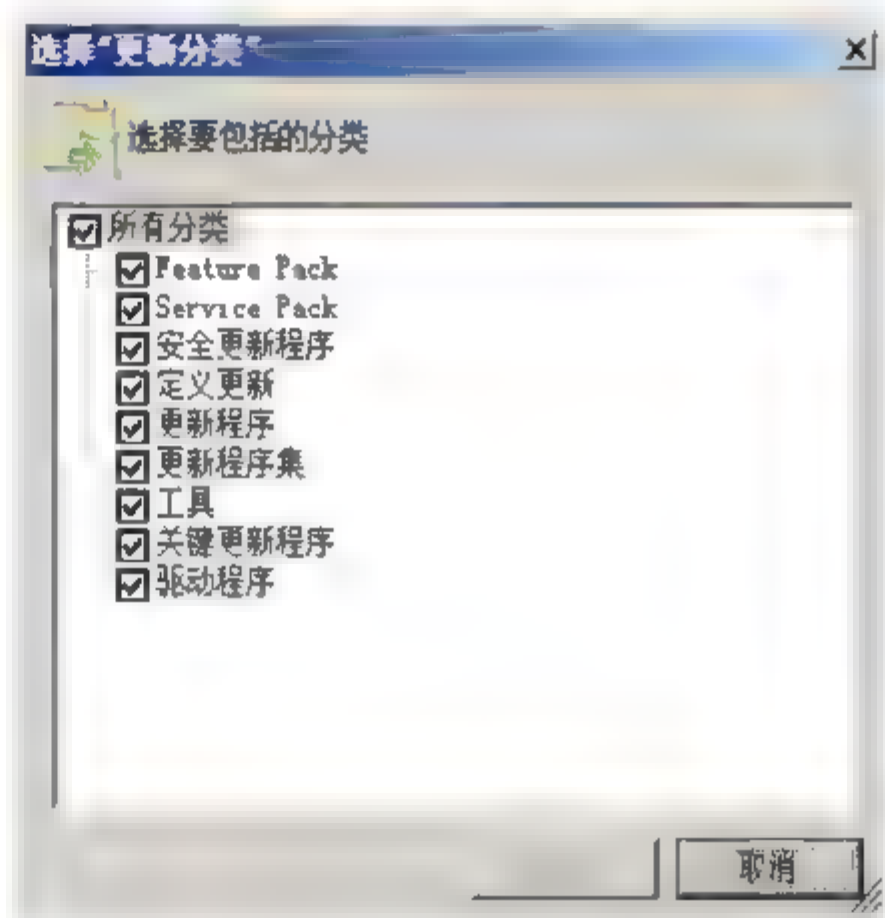 选择“更新分类”
选择要包括的分类
所有分类
Feature Pack
Service Pack
安全更新程序
定义更新
更新程序
更新程序集
工具
关键更新程序
驱动程序
取消